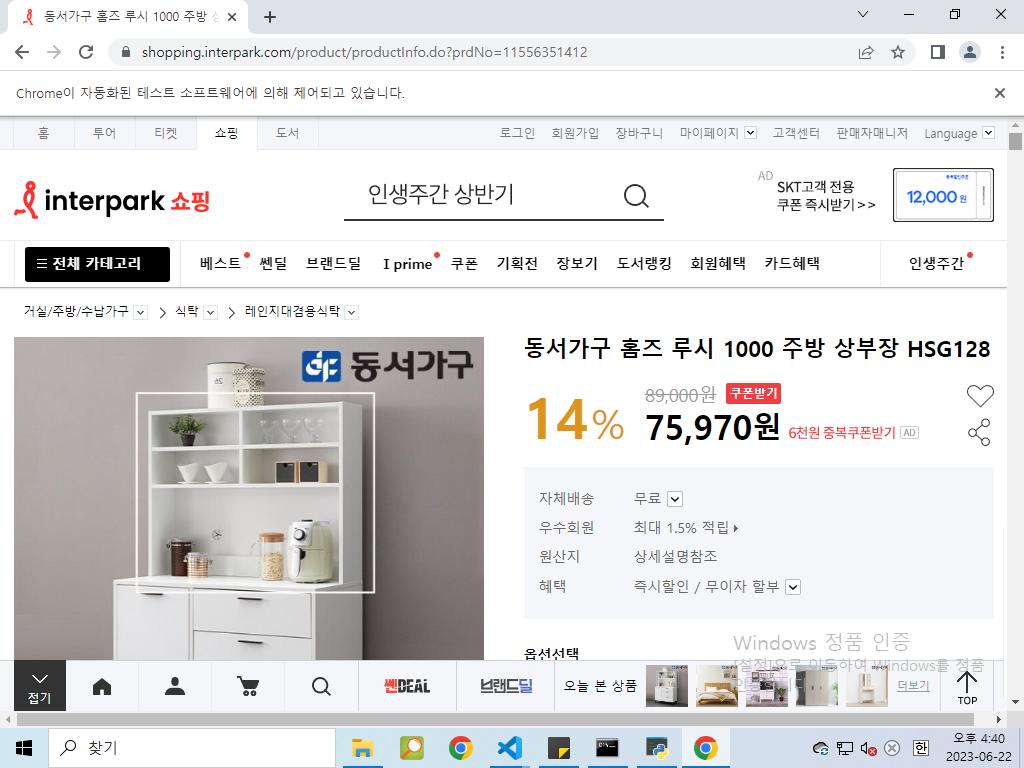 동서가구 홈즈 루시 1000 주방 상
shopping.interpark.com/product/productInfo.do?prdNo=11556351412
Chrome이 자동화된 테스트 소프트웨어에 의해 제어되고 있습니다.
홈 투어 티켓 쇼핑 도서 로그인 회원가입 장바구니 마이페이지 고객센터 판매자매니저 Language
interpark 쇼핑
인생주간 상반기
AD
SKT고객 전용
쿠폰 즉시받기>>
12,000원
전체 카테고리 베스트 쎈딜 브랜드딜 I prime 쿠폰 기획전 장보기 도서랭킹 회원혜택 카드혜택 인생주간
거실/주방/수납가구 > 식탁 > 레인지대겸용식탁
동서가구
동서가구 홈즈 루시 1000 주방 상부장 HSG128
14%
89,000원 쿠폰받기
75,970원 6천원 중복쿠폰받기 AD
자체배송 무료
우수회원 최대 1.5% 적립
원산지 상세설명참조
혜택 즉시할인 / 무이자 할부
옵션선택
Windows 정품 인증
[설정]으로 이동하여 Windows를 정품
접기
쎈DEAL
브랜드딜
오늘 본 상품
더보기
TOP
찾기
한
오후 4:40
2023-06-22